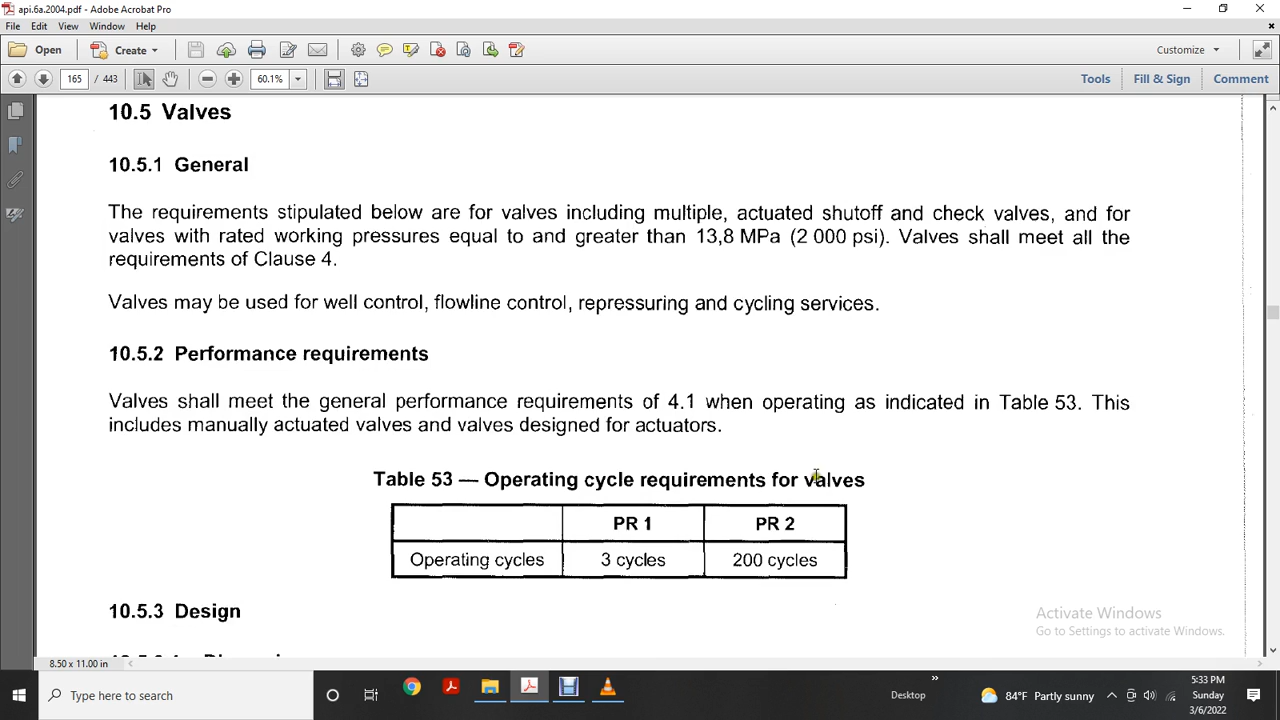 api.6a.2004.pdf - Adobe Acrobat Pro
File Edit View Window Help
Open Create Customize
165 / 443 60.1% Tools Fill & Sign Comment
10.5 Valves
10.5.1 General
The requirements stipulated below are for valves including multiple, actuated shutoff and check valves, and for
valves with rated working pressures equal to and greater than 13,8 MPa (2 000 psi). Valves shall meet all the
requirements of Clause 4.
Valves may be used for well control, flowline control, repressuring and cycling services.
10.5.2 Performance requirements
Valves shall meet the general performance requirements of 4.1 when operating as indicated in Table 53. This
includes manually actuated valves and valves designed for actuators.
Table 53 — Operating cycle requirements for valves
PR 1 PR 2
Operating cycles 3 cycles 200 cycles
10.5.3 Design
Activate Windows
Go to Settings to activate Windows.
8.50 x 11.00 in
Type here to search Desktop 84°F Partly sunny 5:33 PM
Sunday
3/6/2022